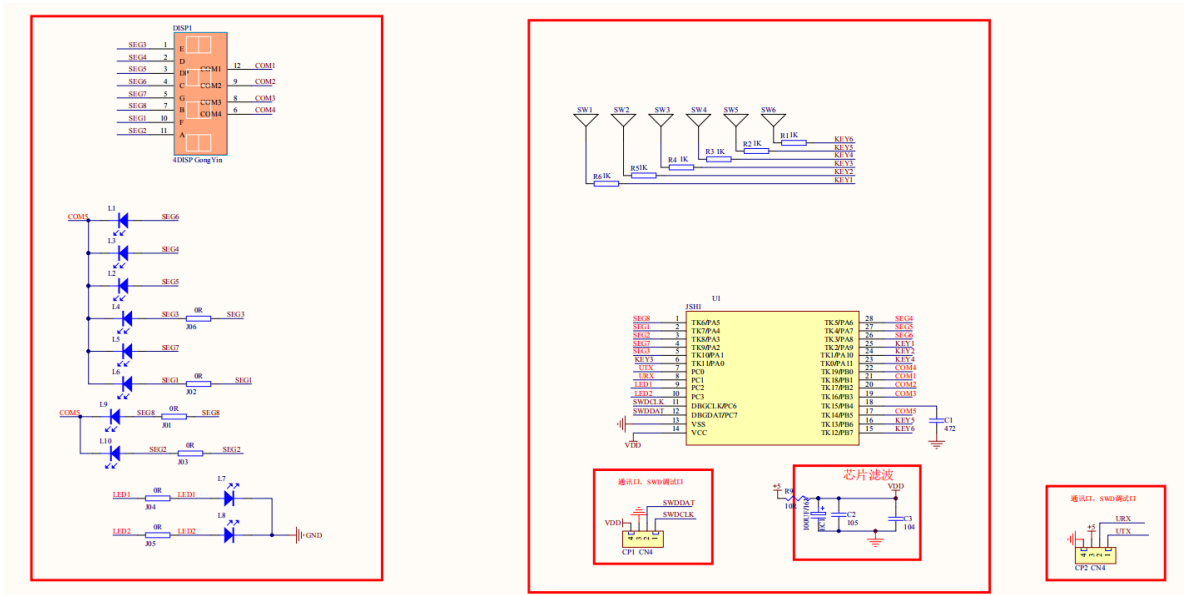 DISP1
SEG3 1 E
SEG4 2 D
SEG5 3 DP COM1 12 COM1
SEG6 4 C COM2 9 COM2
SEG7 5 G COM3 8 COM3
SEG8 7 B COM4 6 COM4
SEG1 10 F
SEG2 11 A
4DISP GongYin
L1
COM3 SEG6
L3
SEG4
L2
SEG5
L4 0R
SEG3 SEG3
J06
L5
SEG7
L6 0R
SEG1 SEG1
J02
L9 0R
COM5 SEG8 SEG8
J01
L10 0R
SEG2 SEG2
J03
L7
0R
LED1 LED1
J04
L8
0R
LED2 LED2
J05
GND
SW1 SW2 SW3 SW4 SW5 SW6
R1 1K KEY6
R2 1K KEY5
R3 1K KEY4
R4 1K KEY3
R5 1K KEY2
R6 1K KEY1
U1
JSH1
SEG8 1 TK6/PA5 TK5/PA6 28 SEG4
SEG1 2 TK7/PA4 TK4/PA7 27 SEG5
SEG2 3 TK8/PA3 TK3/PA8 26 SEG6
SEG7 4 TK9/PA2 TK2/PA9 25 KEY1
SEG3 5 TK10/PA1 TK1/PA10 24 KEY2
KEY3 6 TK11/PA0 TK0/PA11 23 KEY4
UTX 7 PC0 TK19/PB0 22 COM4
URX 8 PC1 TK18/PB1 21 COM1
LED1 9 PC2 TK17/PB2 20 COM2
LED2 10 PC3 TK16/PB3 19 COM3
SWDCLK 11 DBGCLK/PC6 TK15/PB4 18
SWDDAT 12 DBGDAT/PC7 TK14/PB5 17 COM5
13 VSS TK13/PB6 16 KEY5
14 VCC TK12/PB7 15 KEY6
VDD
C1
472
通讯口、SWD调试口
SWDDAT
SWDCLK
VDD
4 3 2 1
CP1 CN4
芯片滤波
+5 R9 VDD
100UF/16V
C2
105
C3
104
通讯口、SWD调试口
URX
+5
UTX
4 3 2 1
CP2 CN4